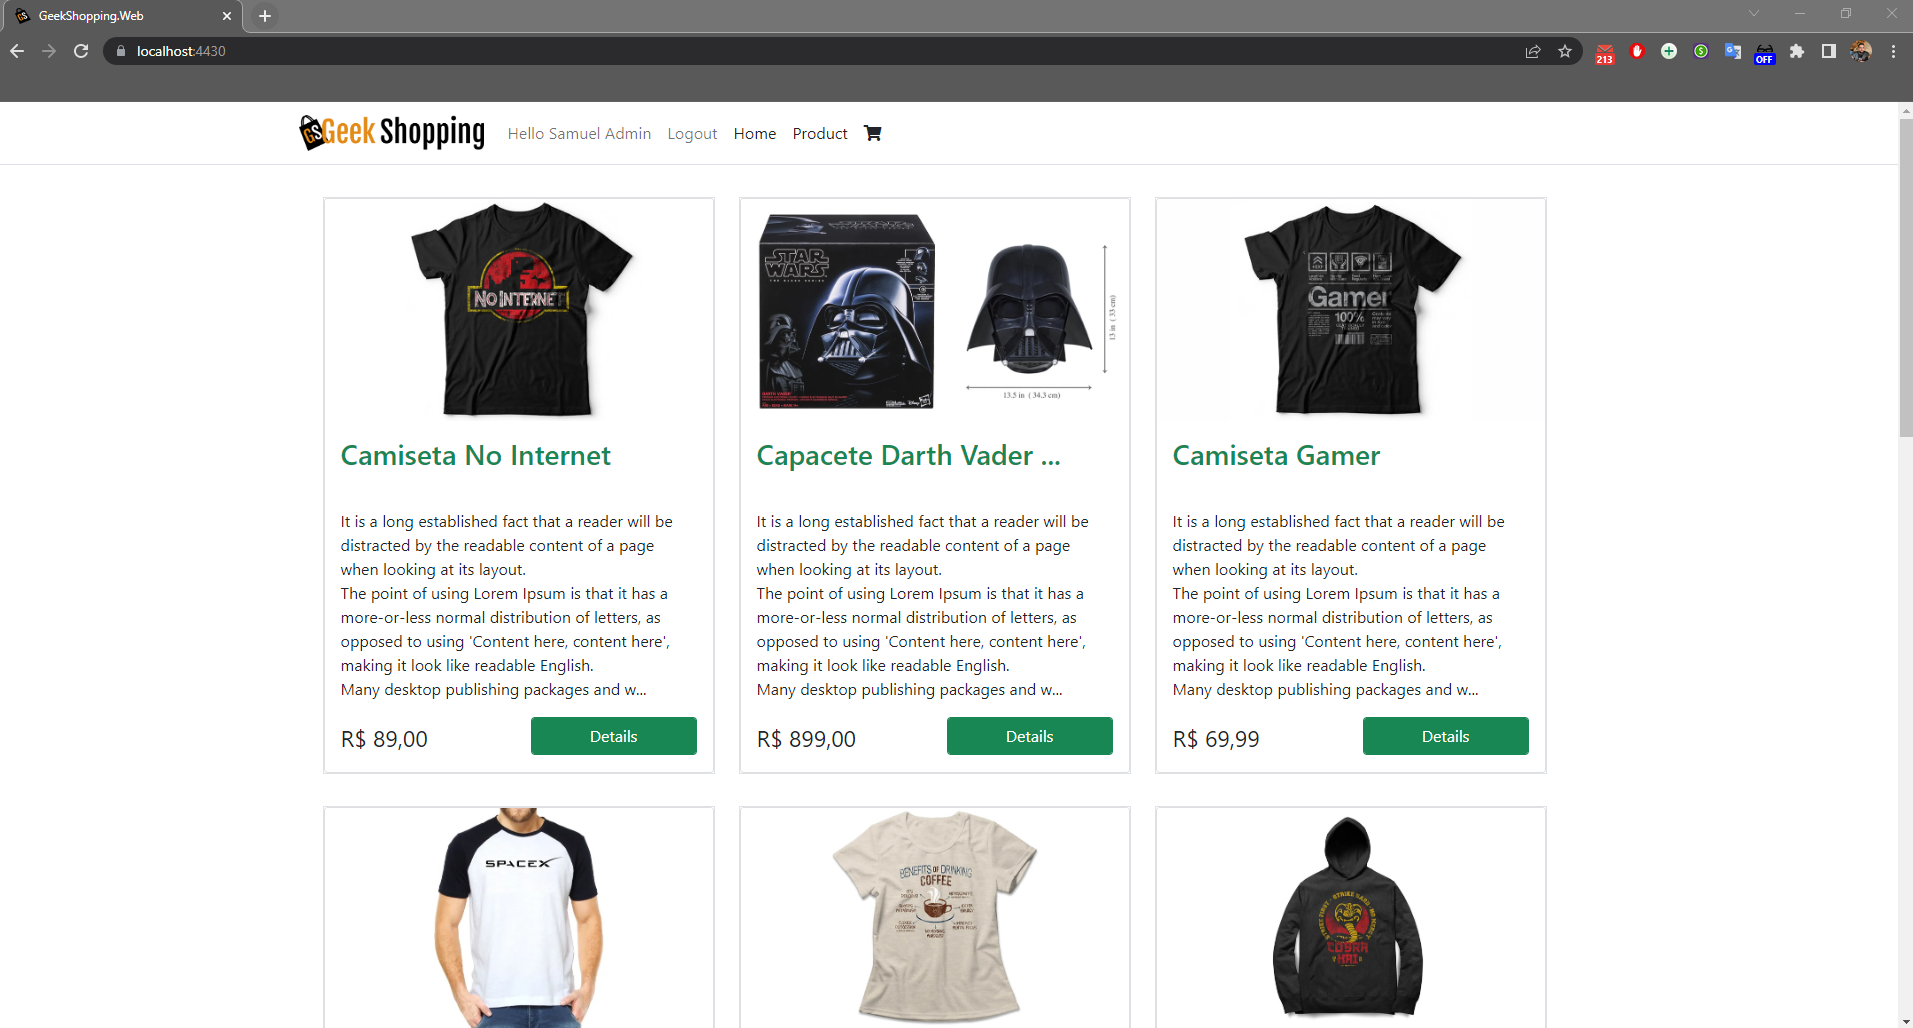 GeekShopping.Web
localhost:4430
213
OFF
GS Geek Shopping
Hello Samuel Admin Logout Home Product
NO INTERNET
STAR WARS
THE BLACK SERIES
13 in ( 33 cm)
13.5 in ( 34.3 cm)
Gamer
100%
Camiseta No Internet
Capacete Darth Vader ...
Camiseta Gamer
It is a long established fact that a reader will be
distracted by the readable content of a page
when looking at its layout.
The point of using Lorem Ipsum is that it has a
more-or-less normal distribution of letters, as
opposed to using 'Content here, content here',
making it look like readable English.
Many desktop publishing packages and w...
It is a long established fact that a reader will be
distracted by the readable content of a page
when looking at its layout.
The point of using Lorem Ipsum is that it has a
more-or-less normal distribution of letters, as
opposed to using 'Content here, content here',
making it look like readable English.
Many desktop publishing packages and w...
It is a long established fact that a reader will be
distracted by the readable content of a page
when looking at its layout.
The point of using Lorem Ipsum is that it has a
more-or-less normal distribution of letters, as
opposed to using 'Content here, content here',
making it look like readable English.
Many desktop publishing packages and w...
R$ 89,00
Details
R$ 899,00
Details
R$ 69,99
Details
SPACEX
BENEFITS OF DRINKING
COFFEE
STRIKE FIRST · STRIKE HARD · NO MERCY
COBRA
KAI